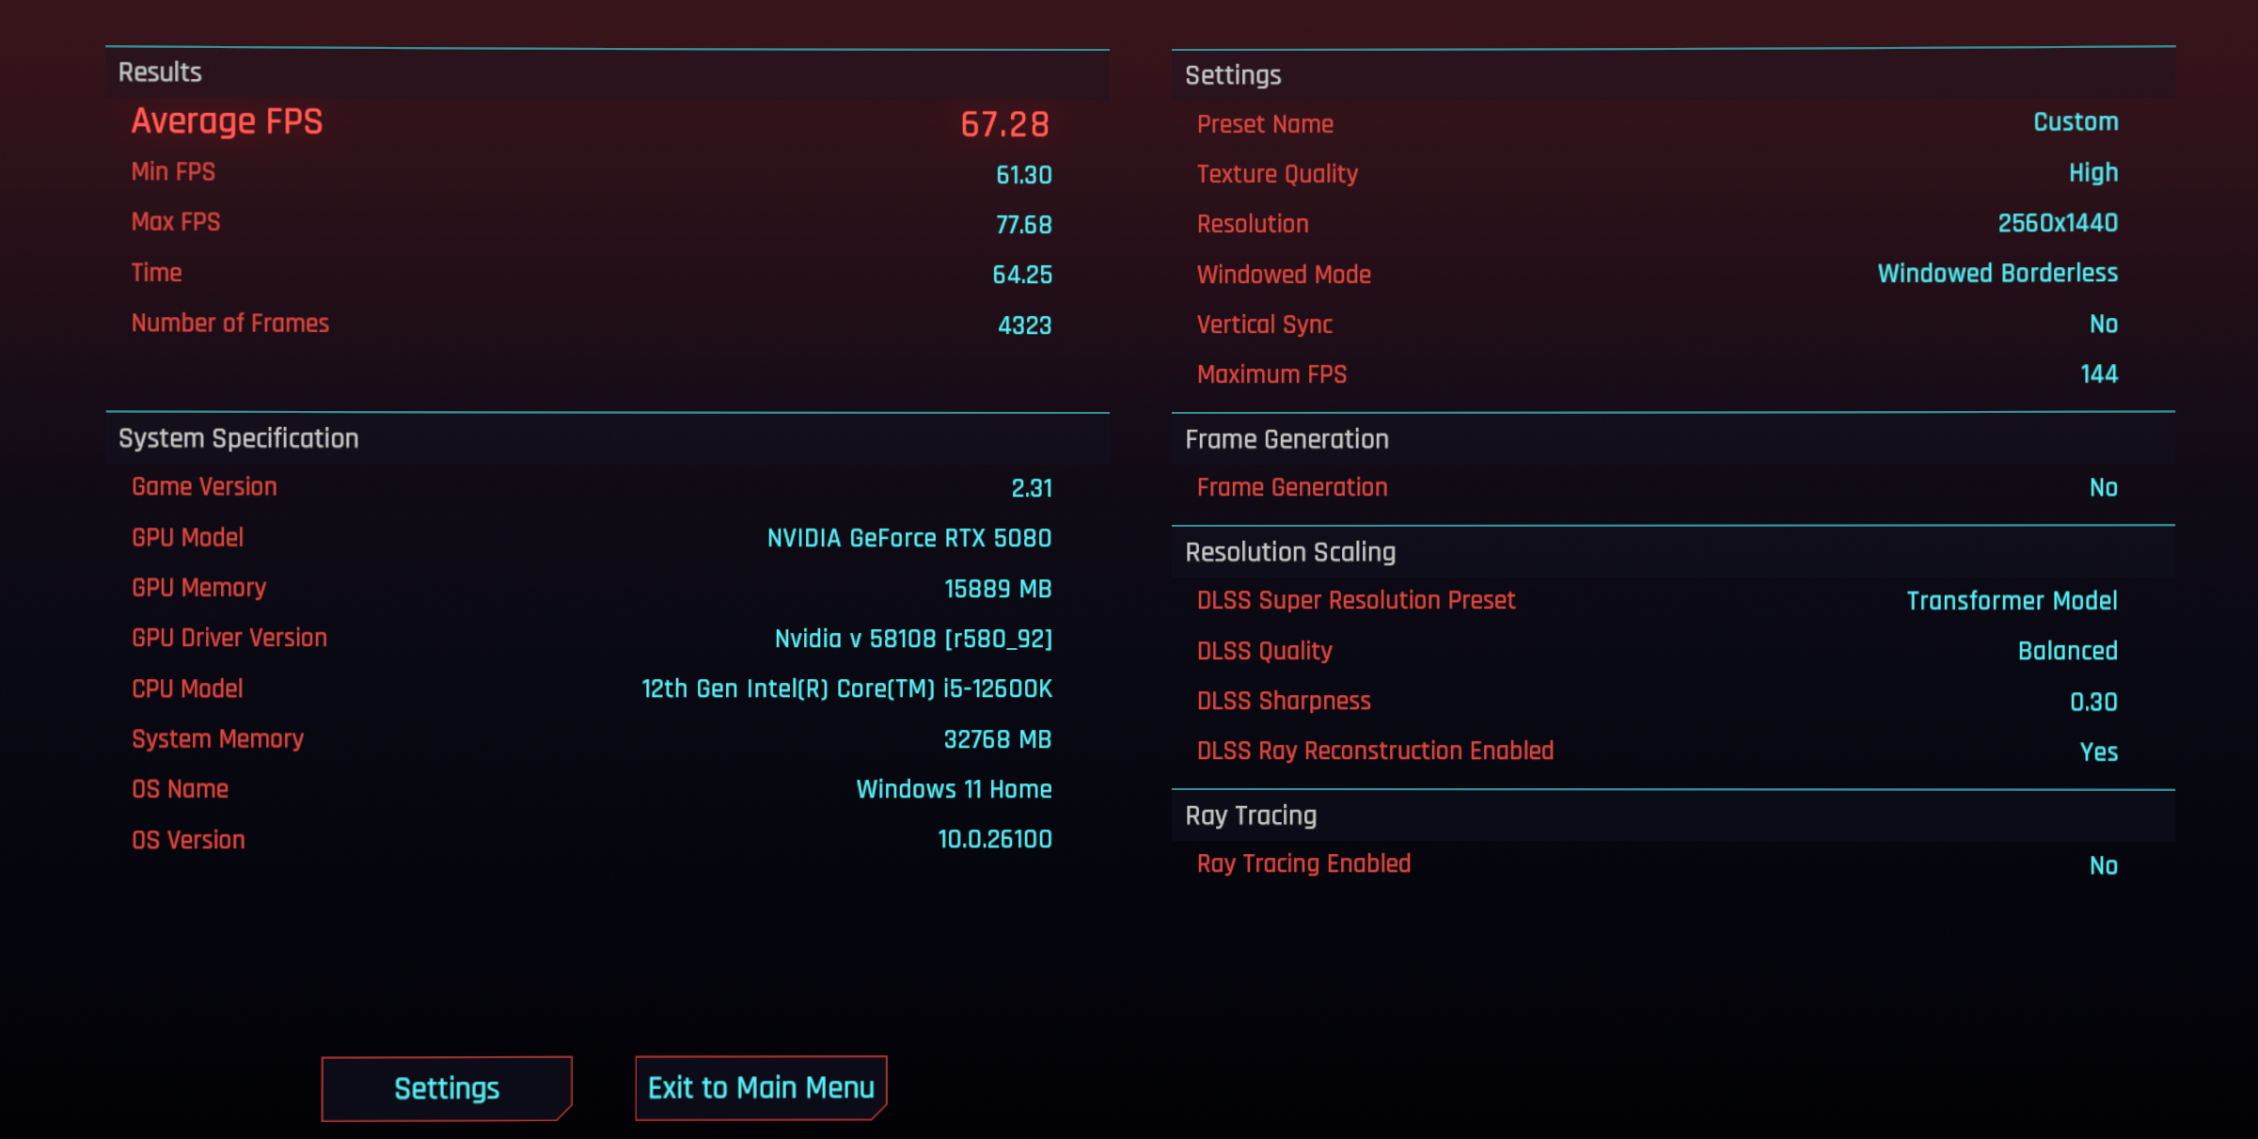 Results
Average FPS 67.28
Min FPS 61.30
Max FPS 77.68
Time 64.25
Number of Frames 4323
System Specification
Game Version 2.31
GPU Model NVIDIA GeForce RTX 5080
GPU Memory 15889 MB
GPU Driver Version Nvidia v 58108 [r580_92]
CPU Model 12th Gen Intel(R) Core(TM) i5-12600K
System Memory 32768 MB
OS Name Windows 11 Home
OS Version 10.0.26100
Settings
Preset Name Custom
Texture Quality High
Resolution 2560x1440
Windowed Mode Windowed Borderless
Vertical Sync No
Maximum FPS 144
Frame Generation
Frame Generation No
Resolution Scaling
DLSS Super Resolution Preset Transformer Model
DLSS Quality Balanced
DLSS Sharpness 0.30
DLSS Ray Reconstruction Enabled Yes
Ray Tracing
Ray Tracing Enabled No
Settings
Exit to Main Menu